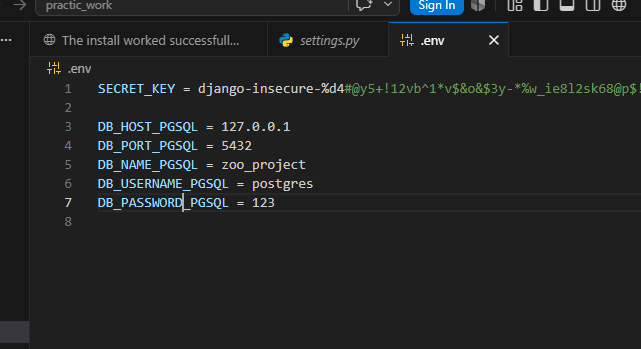 practic_work
Sign In
The install worked successfull...
settings.py
.env
.env
1 SECRET_KEY = django-insecure-%d4#@y5+!12vb^1*v$&o&$3y-*%w_ie8l2sk68@p$!
2
3 DB_HOST_PGSQL = 127.0.0.1
4 DB_PORT_PGSQL = 5432
5 DB_NAME_PGSQL = zoo_project
6 DB_USERNAME_PGSQL = postgres
7 DB_PASSWORD_PGSQL = 123
8